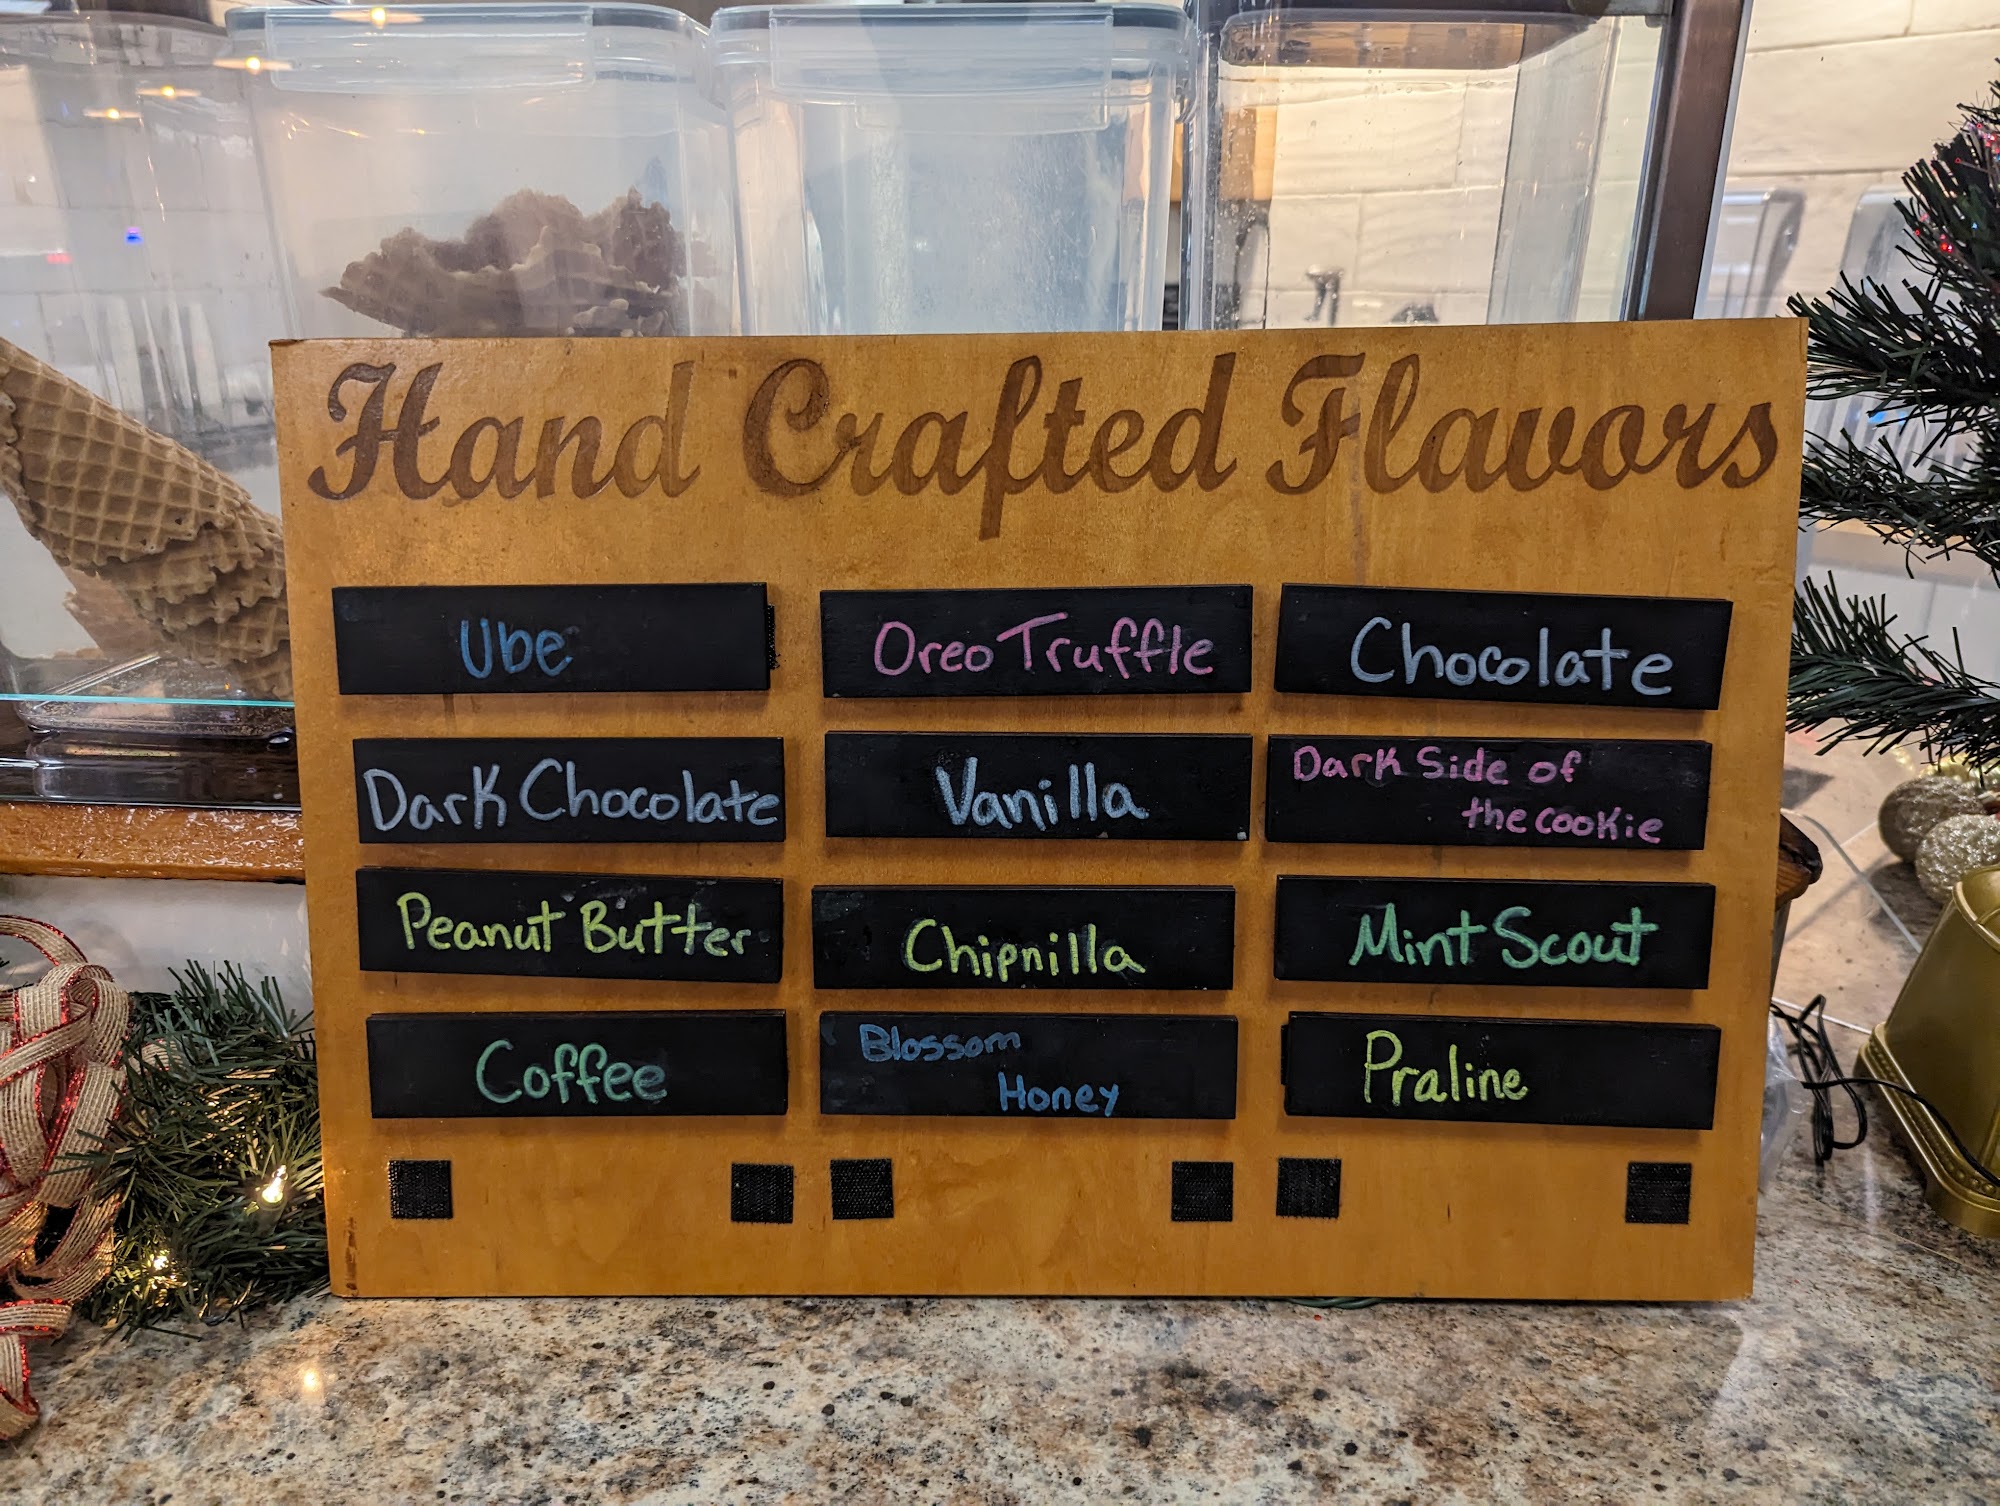 Hand Crafted Flavors
Ube
Oreo Truffle
Chocolate
Dark Chocolate
Vanilla
Dark Side of
the cookie
Peanut Butter
Chipnilla
Mint Scout
Coffee
Blossom
Honey
Praline